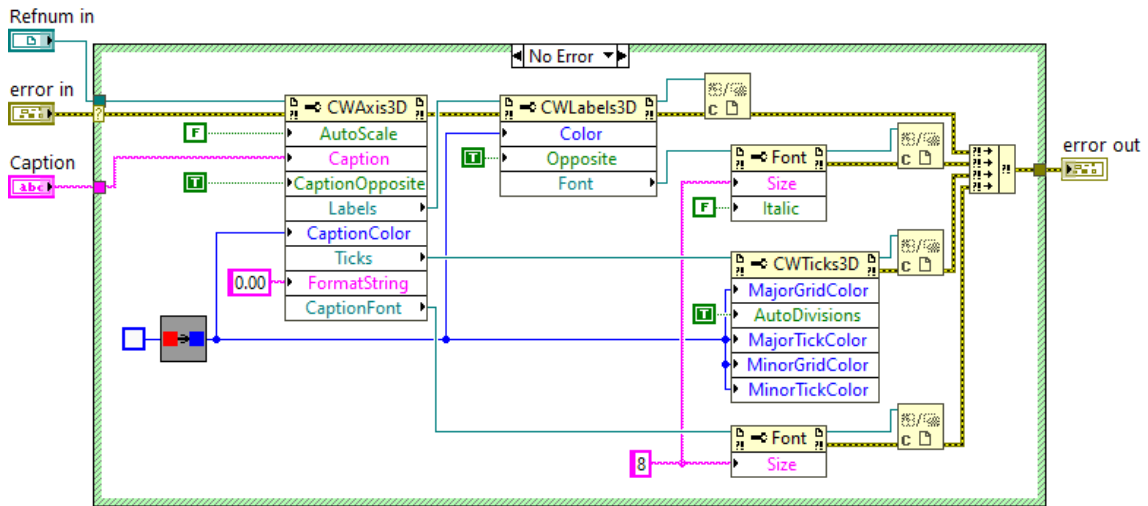 Refnum in
No Error
error in
CWAxis3D
CWLabels3D
F
AutoScale
Color
Caption
abc
Caption
T
Opposite
Font
error out
T
CaptionOpposite
Font
Size
Labels
F
Italic
CaptionColor
Ticks
CWTicks3D
0.00
FormatString
MajorGridColor
CaptionFont
T
AutoDivisions
MajorTickColor
MinorGridColor
MinorTickColor
Font
8
Size
C
C
C
C